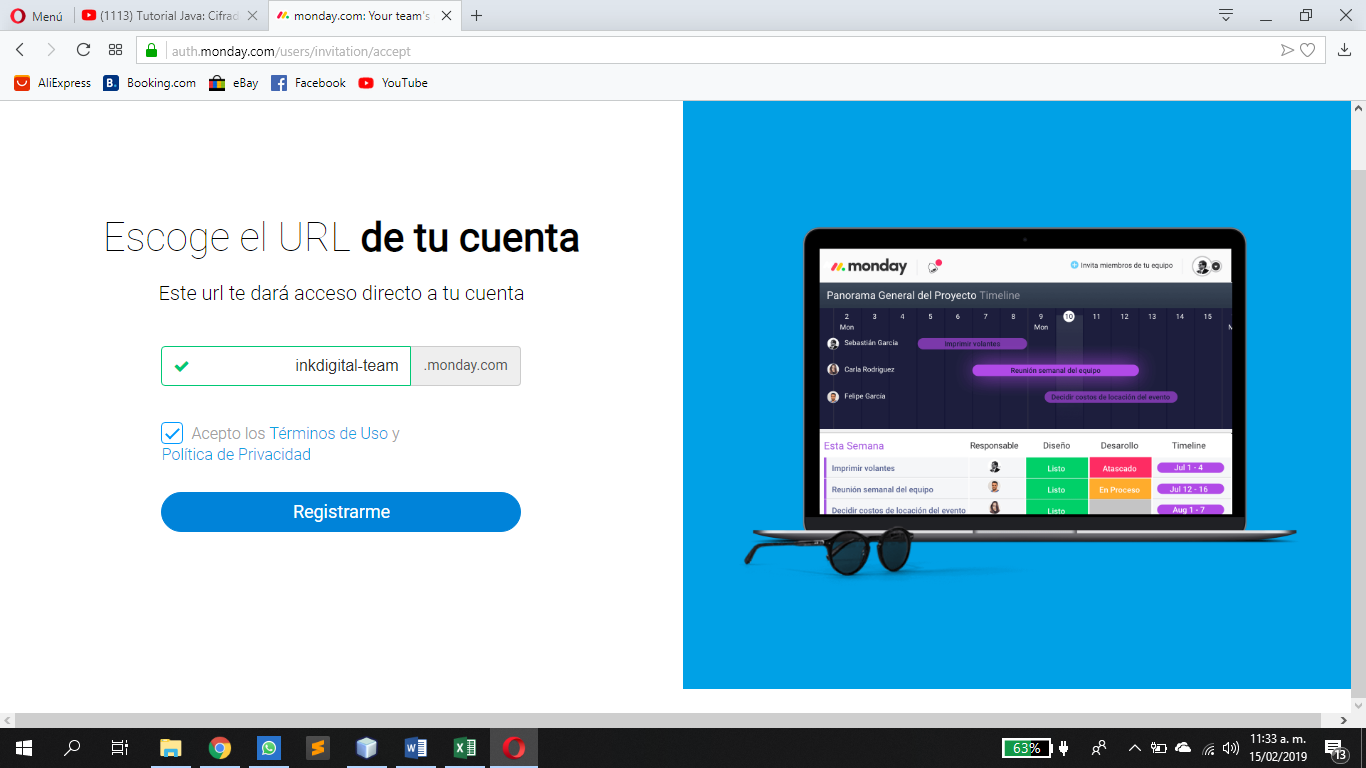 Menú
(1113) Tutorial Java: Cifrad
monday.com: Your team's
auth.monday.com/users/invitation/accept
AliExpress
Booking.com
eBay
Facebook
YouTube
Escoge el URL de tu cuenta
Este url te dará acceso directo a tu cuenta
inkdigital-team .monday.com
Acepto los Términos de Uso y
Política de Privacidad
Registrarme
monday
Invita miembros de tu equipo
Panorama General del Proyecto Timeline
2 3 4 5 6 7 8 9 10 11 12 13 14 15
Mon Mon M
Sebastián García Imprimir volantes
Carla Rodriguez Reunión semanal del equipo
Felipe García Decidir costos de locación del evento
Esta Semana Responsable Diseño Desarollo Timeline
Imprimir volantes Listo Atascado Jul 1 - 4
Reunión semanal del equipo Listo En Proceso Jul 12 - 16
Decidir costos de locación del evento Listo Aug 1 - 7
63%
11:33 a. m.
15/02/2019
13